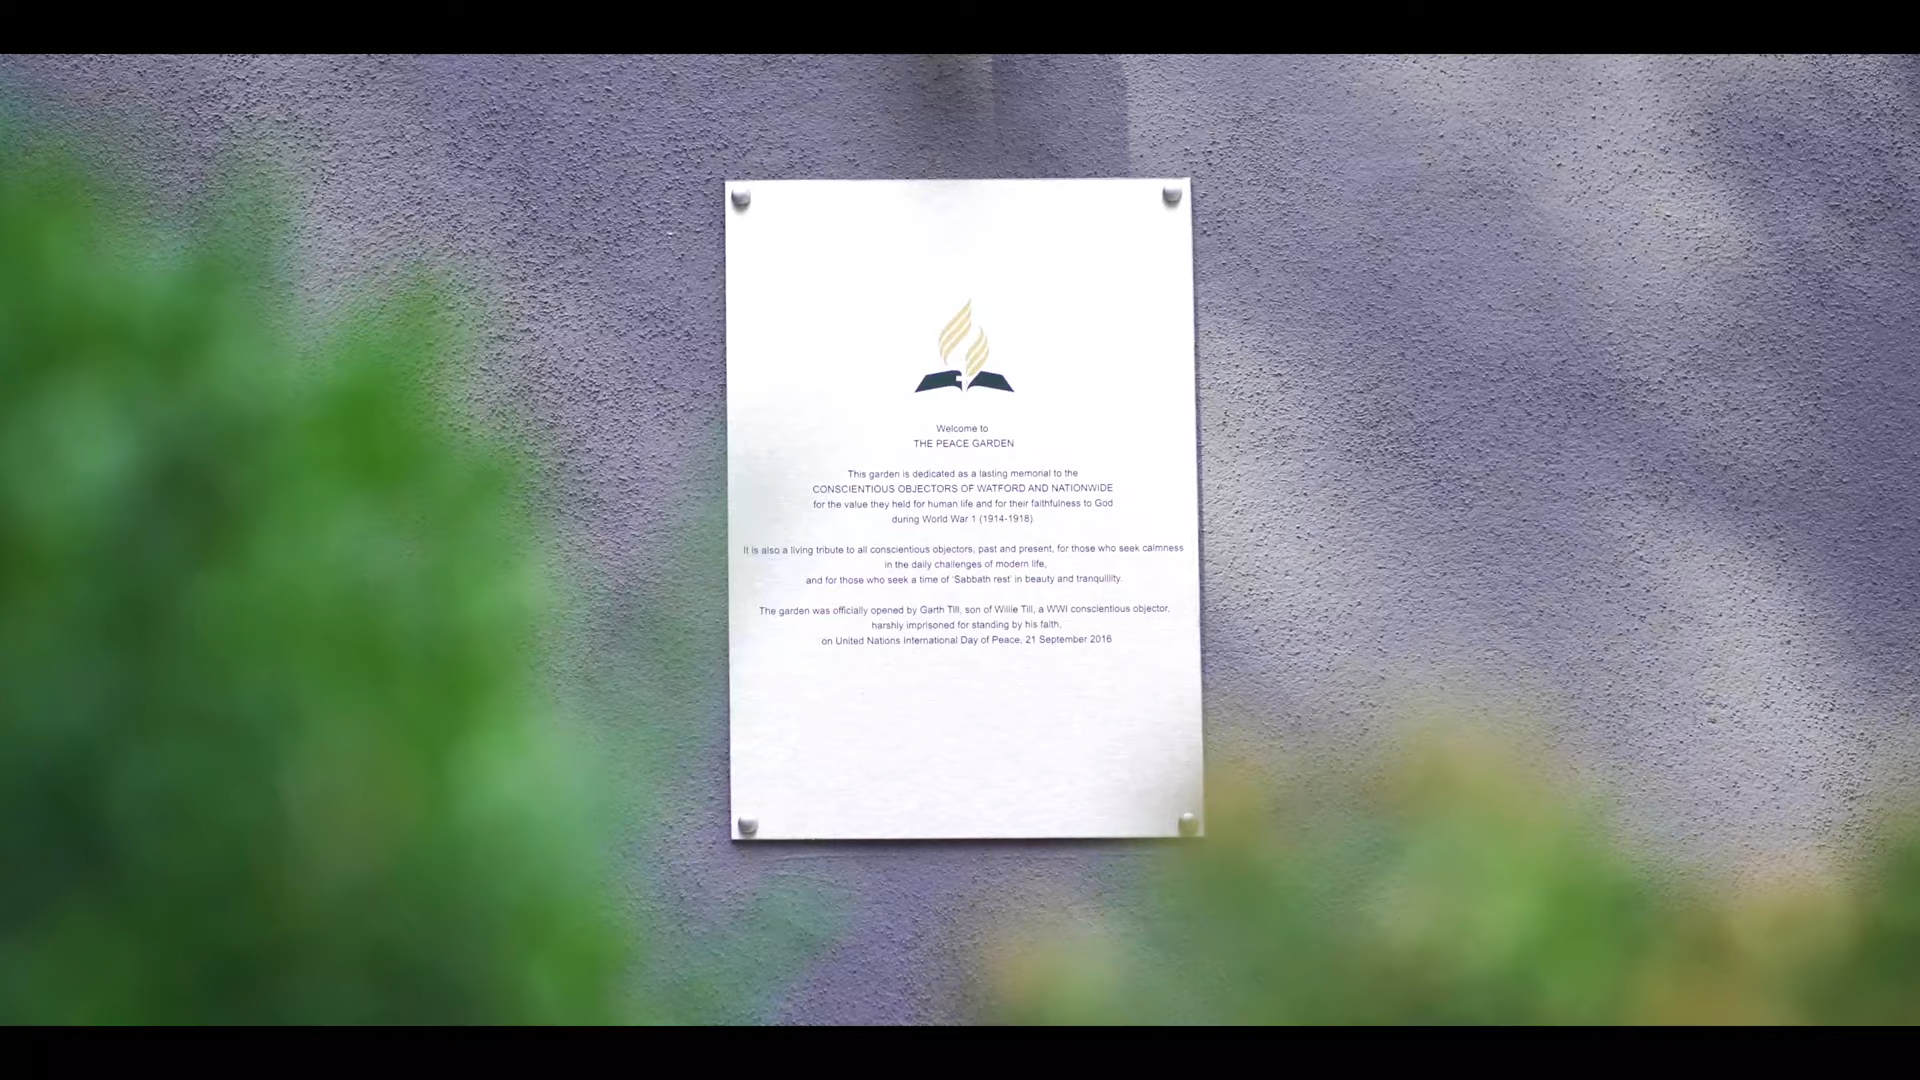 Welcome to
THE PEACE GARDEN
This garden is dedicated as a lasting memorial to the
CONSCIENTIOUS OBJECTORS OF WATFORD AND NATIONWIDE
for the value they held for human life and for their faithfulness to God
during World War 1 (1914-1918)
It is also a living tribute to all conscientious objectors, past and present, for those who seek calmness
in the daily challenges of modern life,
and for those who seek a time of 'Sabbath rest' in beauty and tranquillity.
The garden was officially opened by Garth Till, son of Willie Till, a WWI conscientious objector,
harshly imprisoned for standing by his faith,
on United Nations International Day of Peace, 21 September 2016